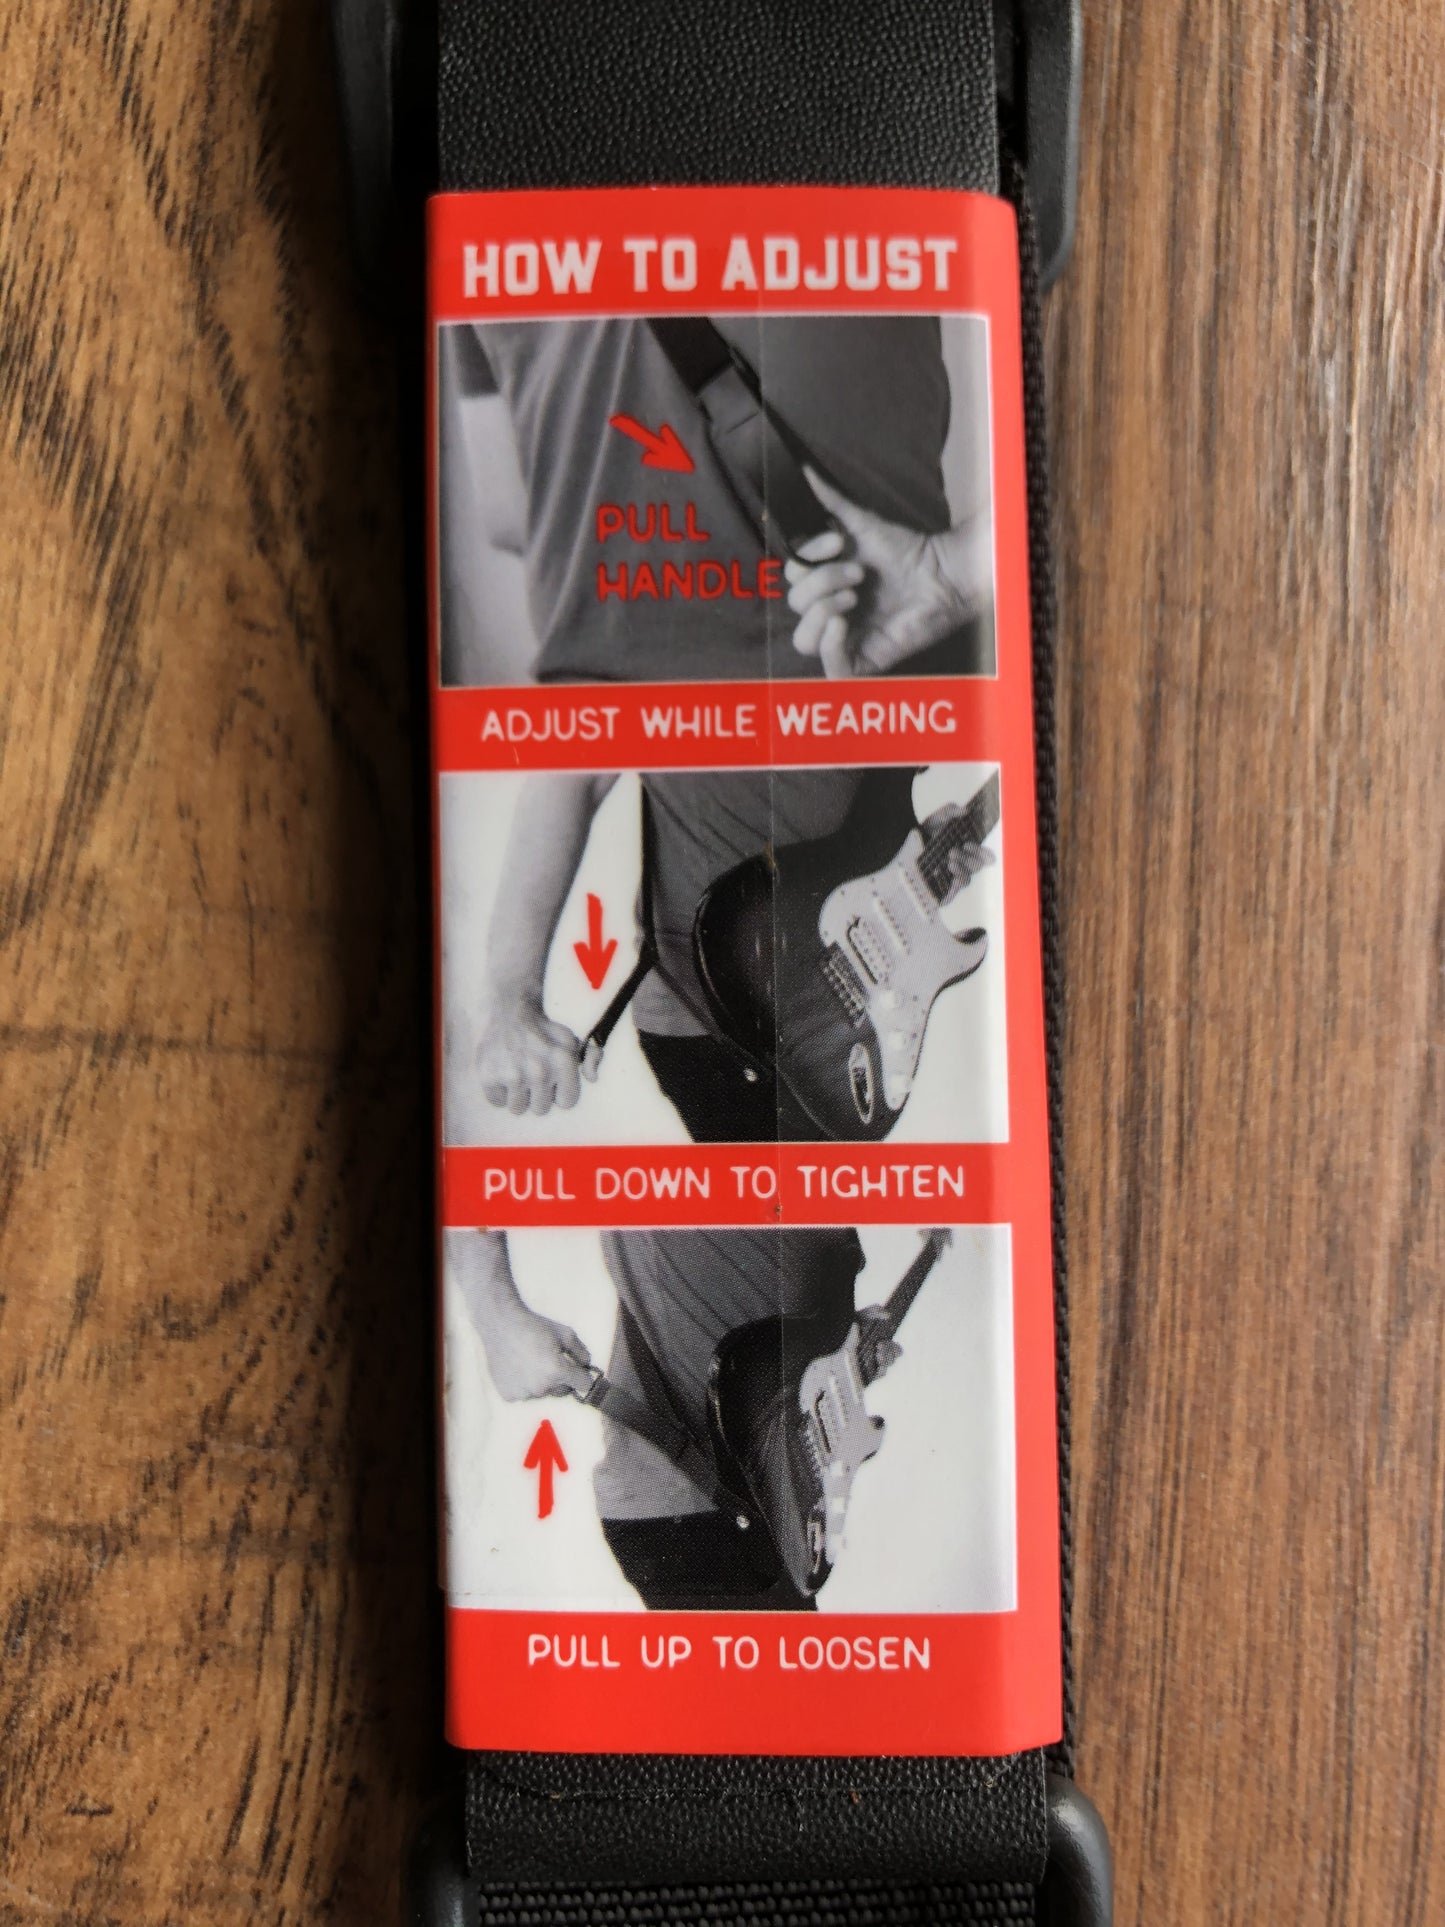 HOW TO ADJUST
PULL
HANDLE
ADJUST WHILE WEARING
PULL DOWN TO TIGHTEN
PULL UP TO LOOSEN